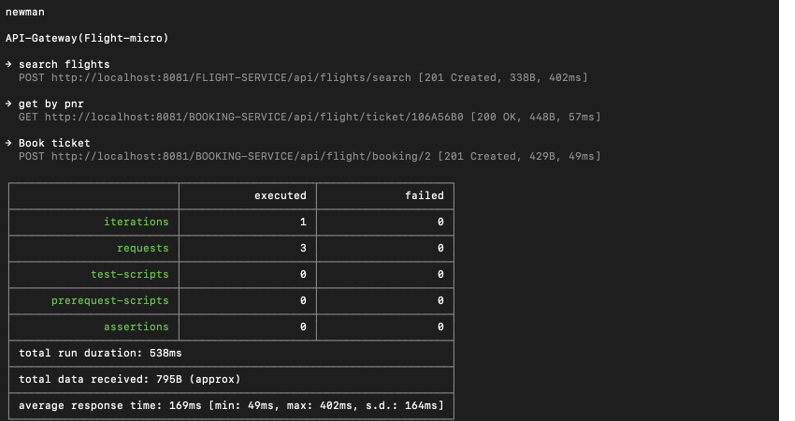 newman
API-Gateway(Flight-micro)
→ search flights
POST http://localhost:8081/FLIGHT-SERVICE/api/flights/search [201 Created, 338B, 402ms]
→ get by pnr
GET http://localhost:8081/BOOKING-SERVICE/api/flight/ticket/106A56B0 [200 OK, 448B, 57ms]
→ Book ticket
POST http://localhost:8081/BOOKING-SERVICE/api/flight/booking/2 [201 Created, 429B, 49ms]
executed failed
iterations 1 0
requests 3 0
test-scripts 0 0
prerequest-scripts 0 0
assertions 0 0
total run duration: 538ms
total data received: 795B (approx)
average response time: 169ms [min: 49ms, max: 402ms, s.d.: 164ms]